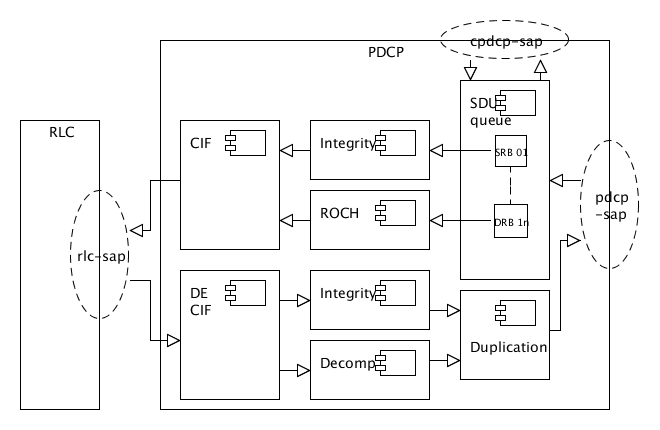 cpdcp-sap
PDCP
RLC
CIF
Integrity
SDU
queue
SRB 01
ROCH
DRB 1n
pdcp
-sap
rlc-sap
DE
CIF
Integrity
Decomp
Duplication